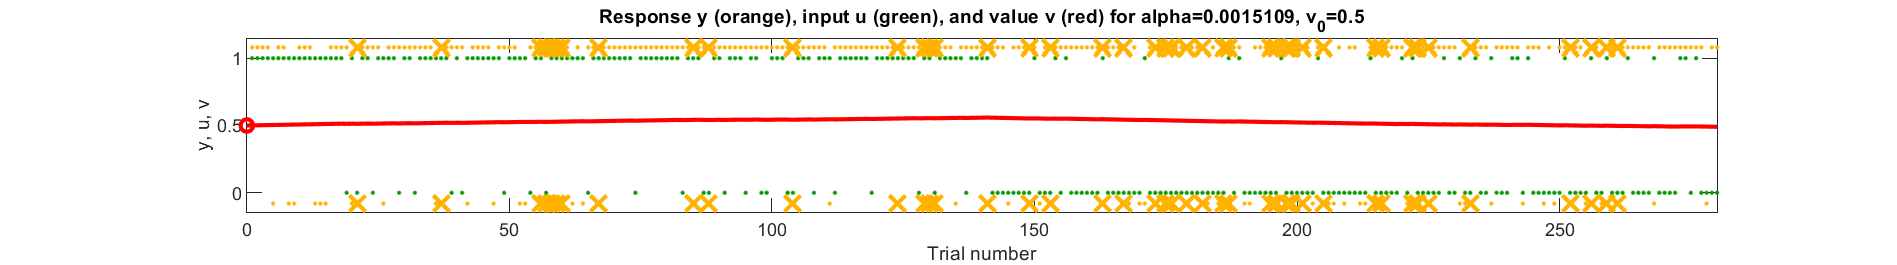 Response y (orange), input u (green), and value v (red) for alpha=0.0015109, v0=0.5
y, u, v
1
0.5
0
0 50 100 150 200 250
Trial number